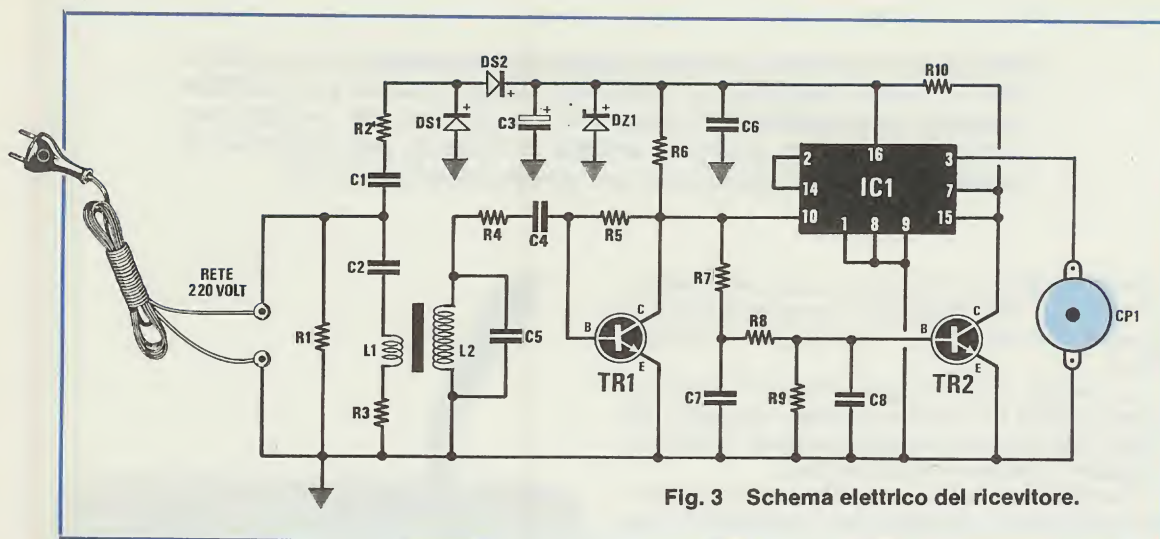 DS2
R10
R2
DS1
C3
DZ1
C6
R6
2
16
3
C1
14
IC1
7
10
1
8
9
15
R4
C4
R5
C2
R7
RETE
220 VOLT
C
CP1
R1
L1
L2
C5
B
R8
B
C
E
TR1
E
TR2
R3
C7
R9
C8
Fig. 3 Schema elettrico del ricevitore.